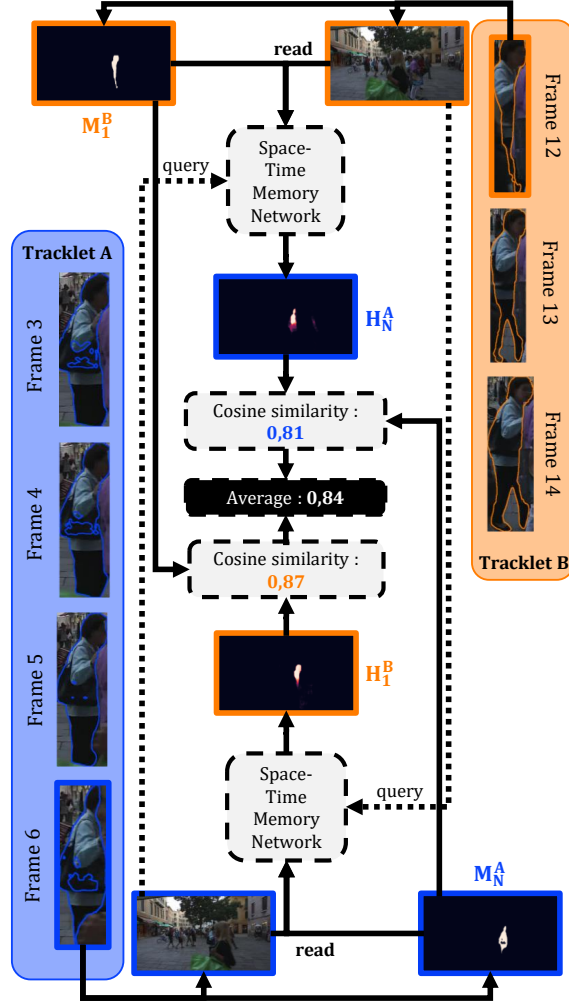 read
M₁ᴮ
Frame 12
Space-
Time
Memory
Network
query
Tracklet A
Frame 3
Frame 13
H_N^A
Cosine similarity :
0,81
Frame 14
Frame 4
Average : 0,84
Cosine similarity :
0,87
Tracklet B
Frame 5
H₁ᴮ
Space-
Time
Memory
Network
query
Frame 6
M_N^A
read